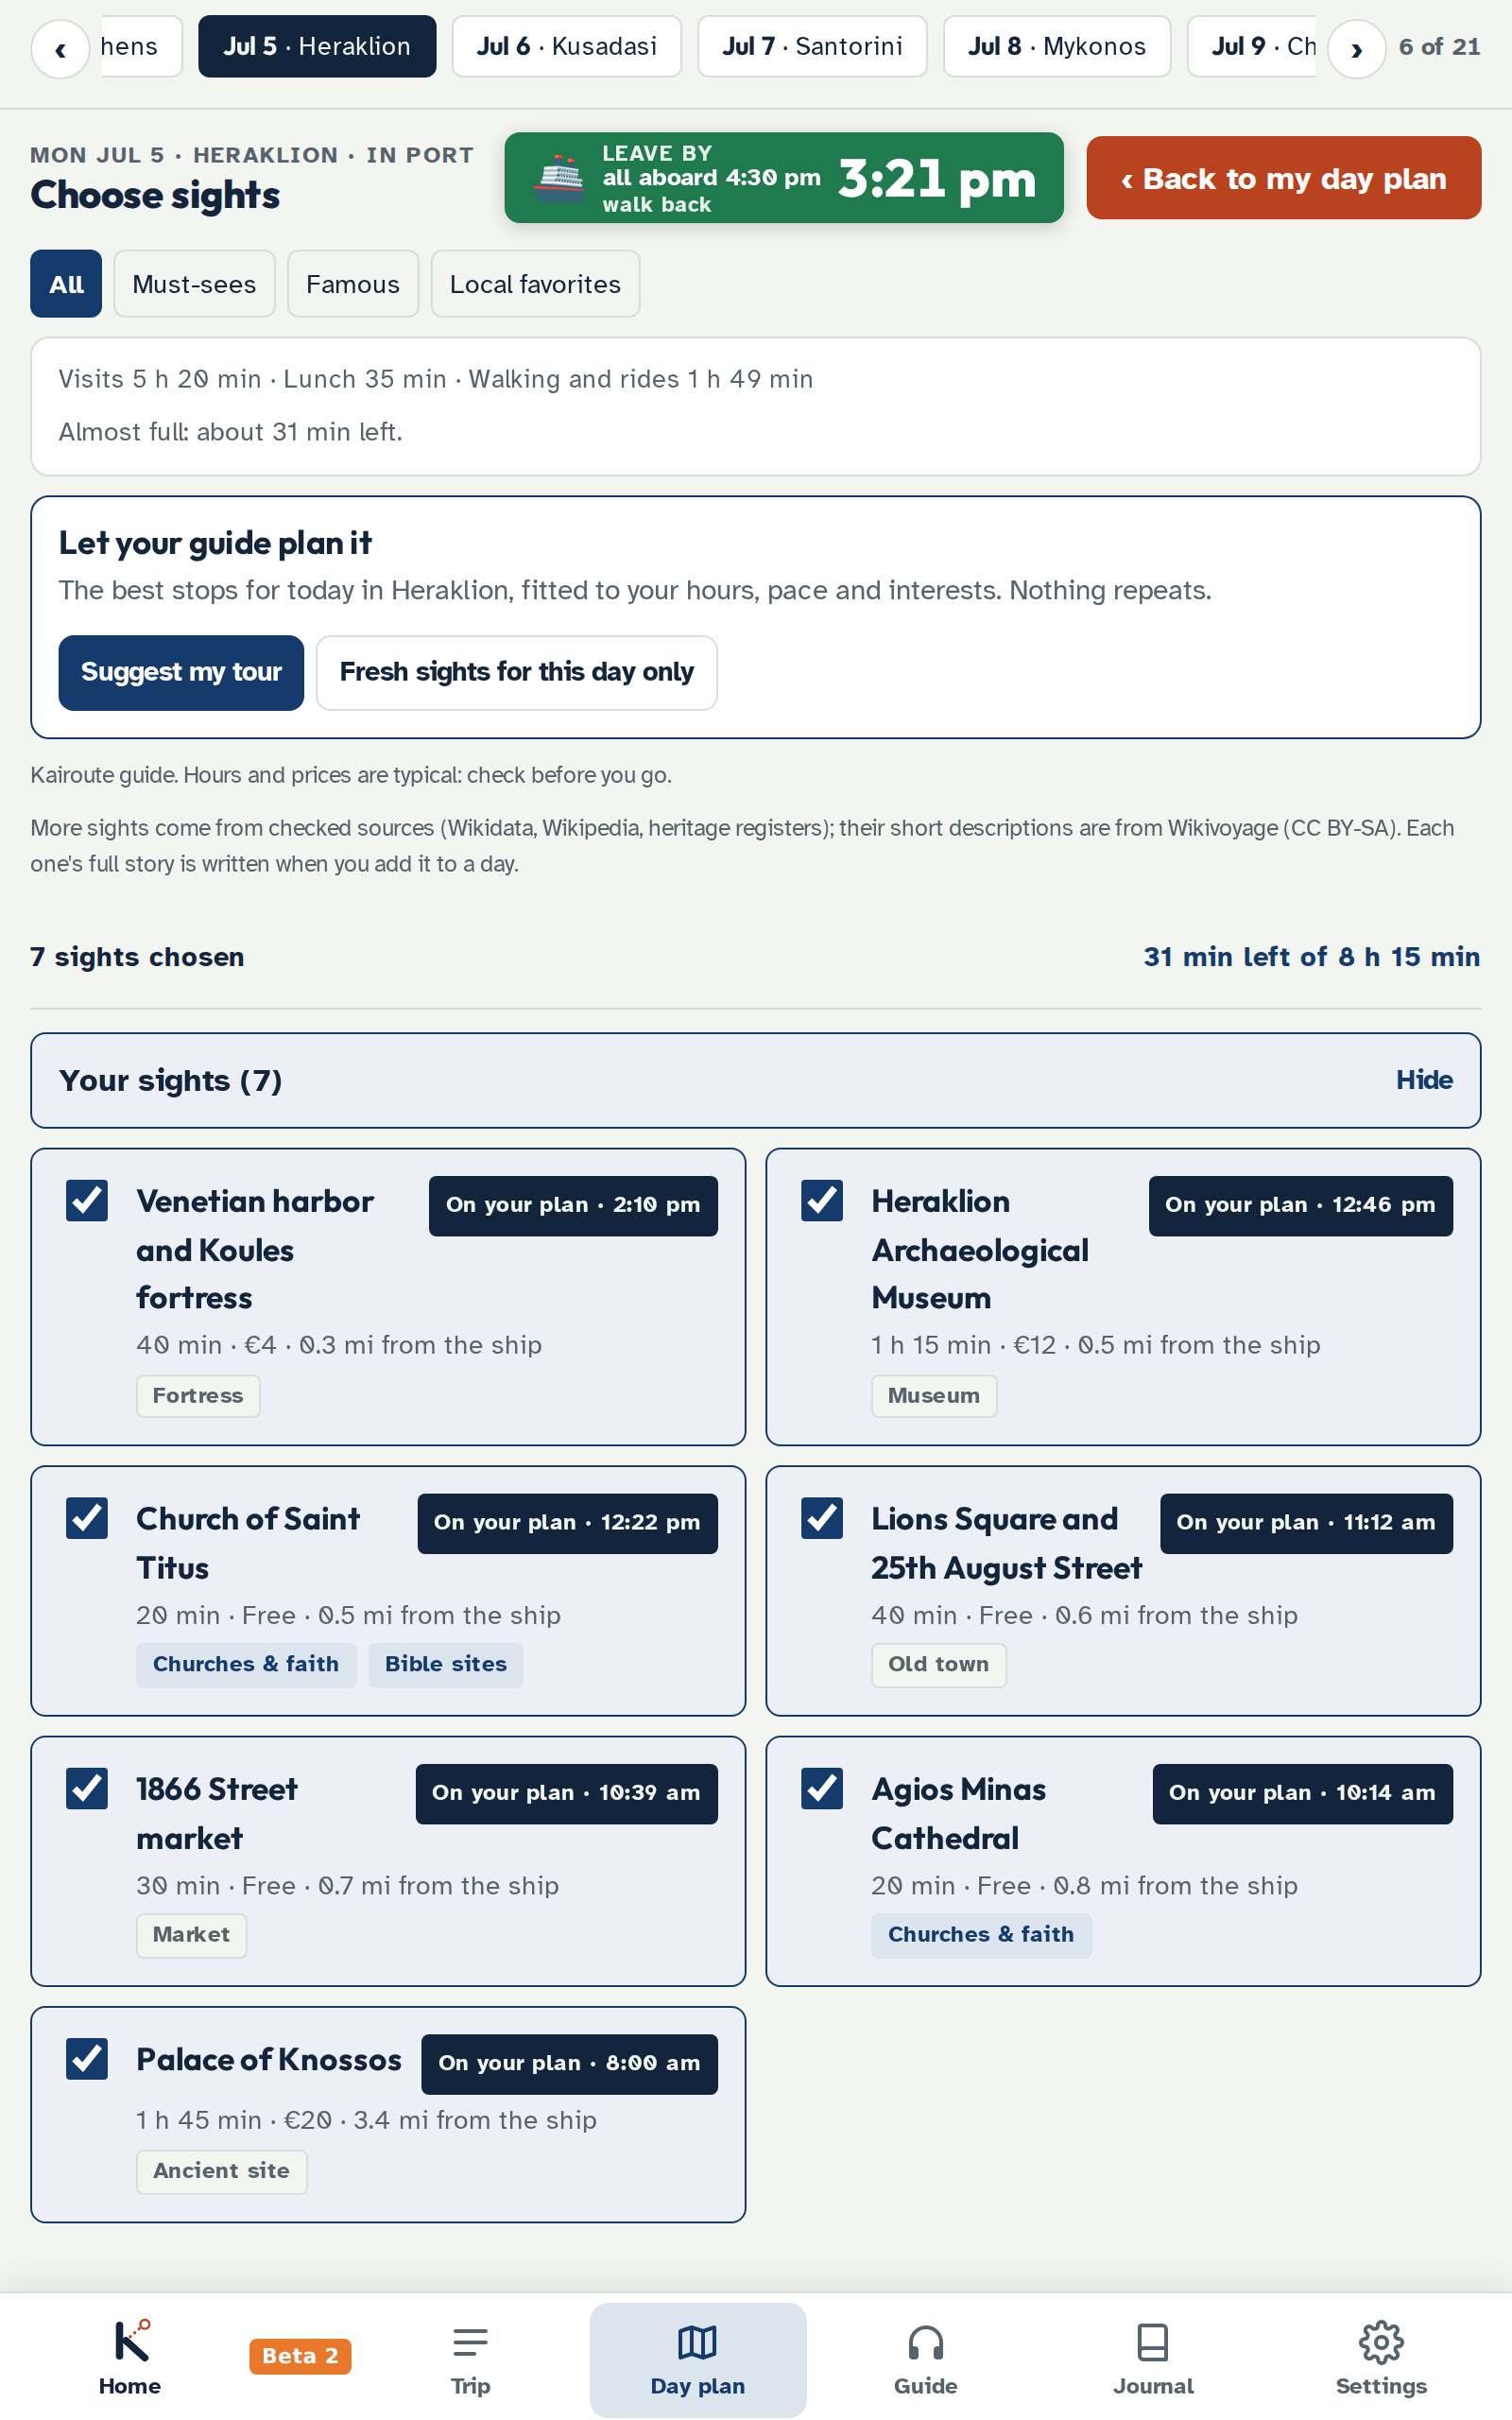 ‹
hens
Jul 5 · Heraklion
Jul 6 · Kusadasi
Jul 7 · Santorini
Jul 8 · Mykonos
Jul 9 · Ch
›
6 of 21
MON JUL 5 · HERAKLION · IN PORT
Choose sights
LEAVE BY
all aboard 4:30 pm
walk back
3:21 pm
‹ Back to my day plan
All
Must-sees
Famous
Local favorites
Visits 5 h 20 min · Lunch 35 min · Walking and rides 1 h 49 min
Almost full: about 31 min left.
Let your guide plan it
The best stops for today in Heraklion, fitted to your hours, pace and interests. Nothing repeats.
Suggest my tour
Fresh sights for this day only
Kairoute guide. Hours and prices are typical: check before you go.
More sights come from checked sources (Wikidata, Wikipedia, heritage registers); their short descriptions are from Wikivoyage (CC BY-SA). Each
one's full story is written when you add it to a day.
7 sights chosen
31 min left of 8 h 15 min
Your sights (7)
Hide
Venetian harbor
and Koules
fortress
On your plan · 2:10 pm
40 min · €4 · 0.3 mi from the ship
Fortress
Heraklion
Archaeological
Museum
On your plan · 12:46 pm
1 h 15 min · €12 · 0.5 mi from the ship
Museum
Church of Saint
Titus
On your plan · 12:22 pm
20 min · Free · 0.5 mi from the ship
Churches & faith
Bible sites
Lions Square and
25th August Street
On your plan · 11:12 am
40 min · Free · 0.6 mi from the ship
Old town
1866 Street
market
On your plan · 10:39 am
30 min · Free · 0.7 mi from the ship
Market
Agios Minas
Cathedral
On your plan · 10:14 am
20 min · Free · 0.8 mi from the ship
Churches & faith
Palace of Knossos
On your plan · 8:00 am
1 h 45 min · €20 · 3.4 mi from the ship
Ancient site
Home
Beta 2
Trip
Day plan
Guide
Journal
Settings